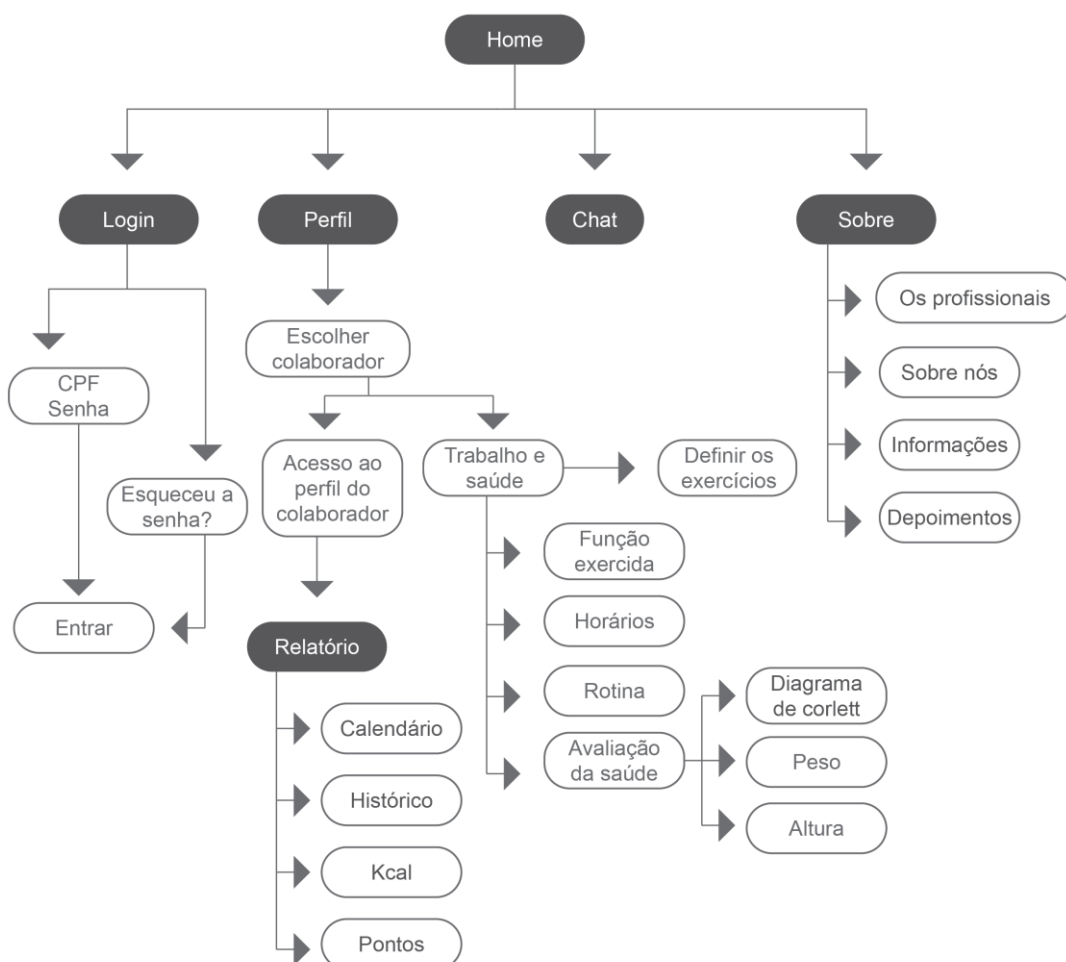 Home
Login
Perfil
Chat
Sobre
Os profissionais
Escolher
colaborador
CPF
Senha
Sobre nós
Acesso ao
perfil do
colaborador
Trabalho e
saúde
Definir os
exercícios
Informações
Esqueceu a
senha?
Depoimentos
Função
exercida
Entrar
Horários
Relatório
Rotina
Diagrama
de corlett
Calendário
Avaliação
da saúde
Peso
Histórico
Altura
Kcal
Pontos